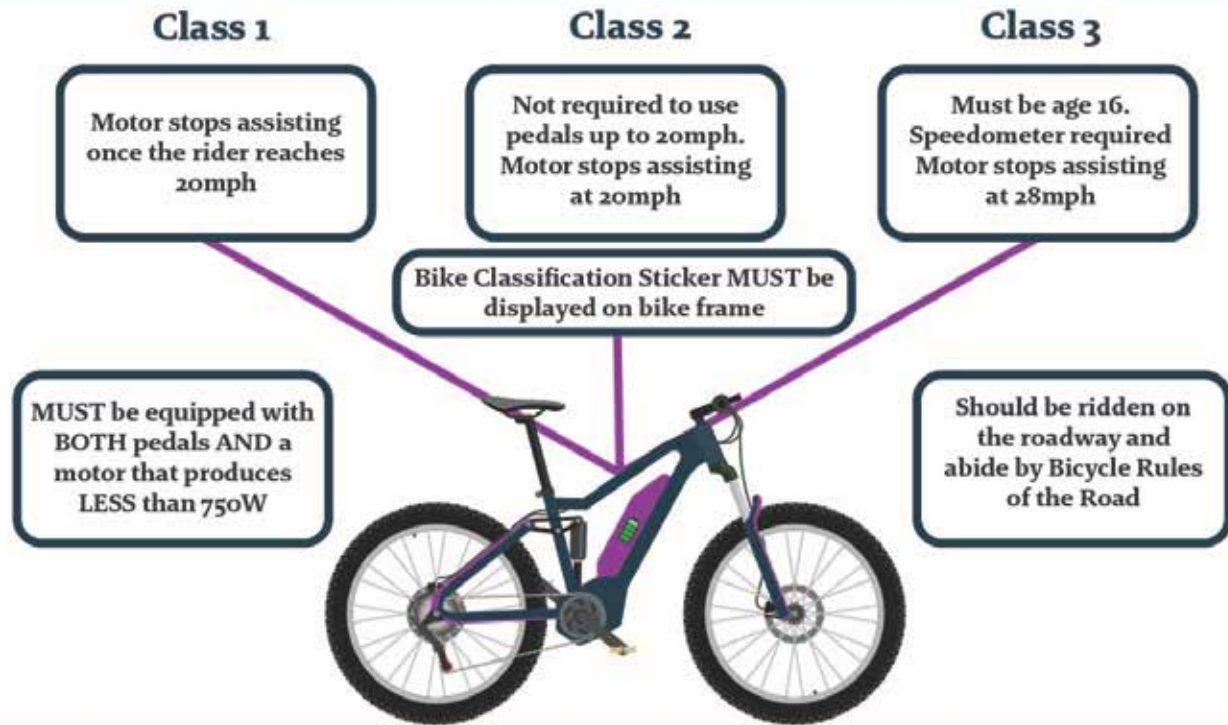 Class 1
Motor stops assisting
once the rider reaches
20mph
Class 2
Not required to use
pedals up to 20mph.
Motor stops assisting
at 20mph
Class 3
Must be age 16.
Speedometer required
Motor stops assisting
at 28mph
Bike Classification Sticker MUST be
displayed on bike frame
MUST be equipped with
BOTH pedals AND a
motor that produces
LESS than 750W
Should be ridden on
the roadway and
abide by Bicycle Rules
of the Road